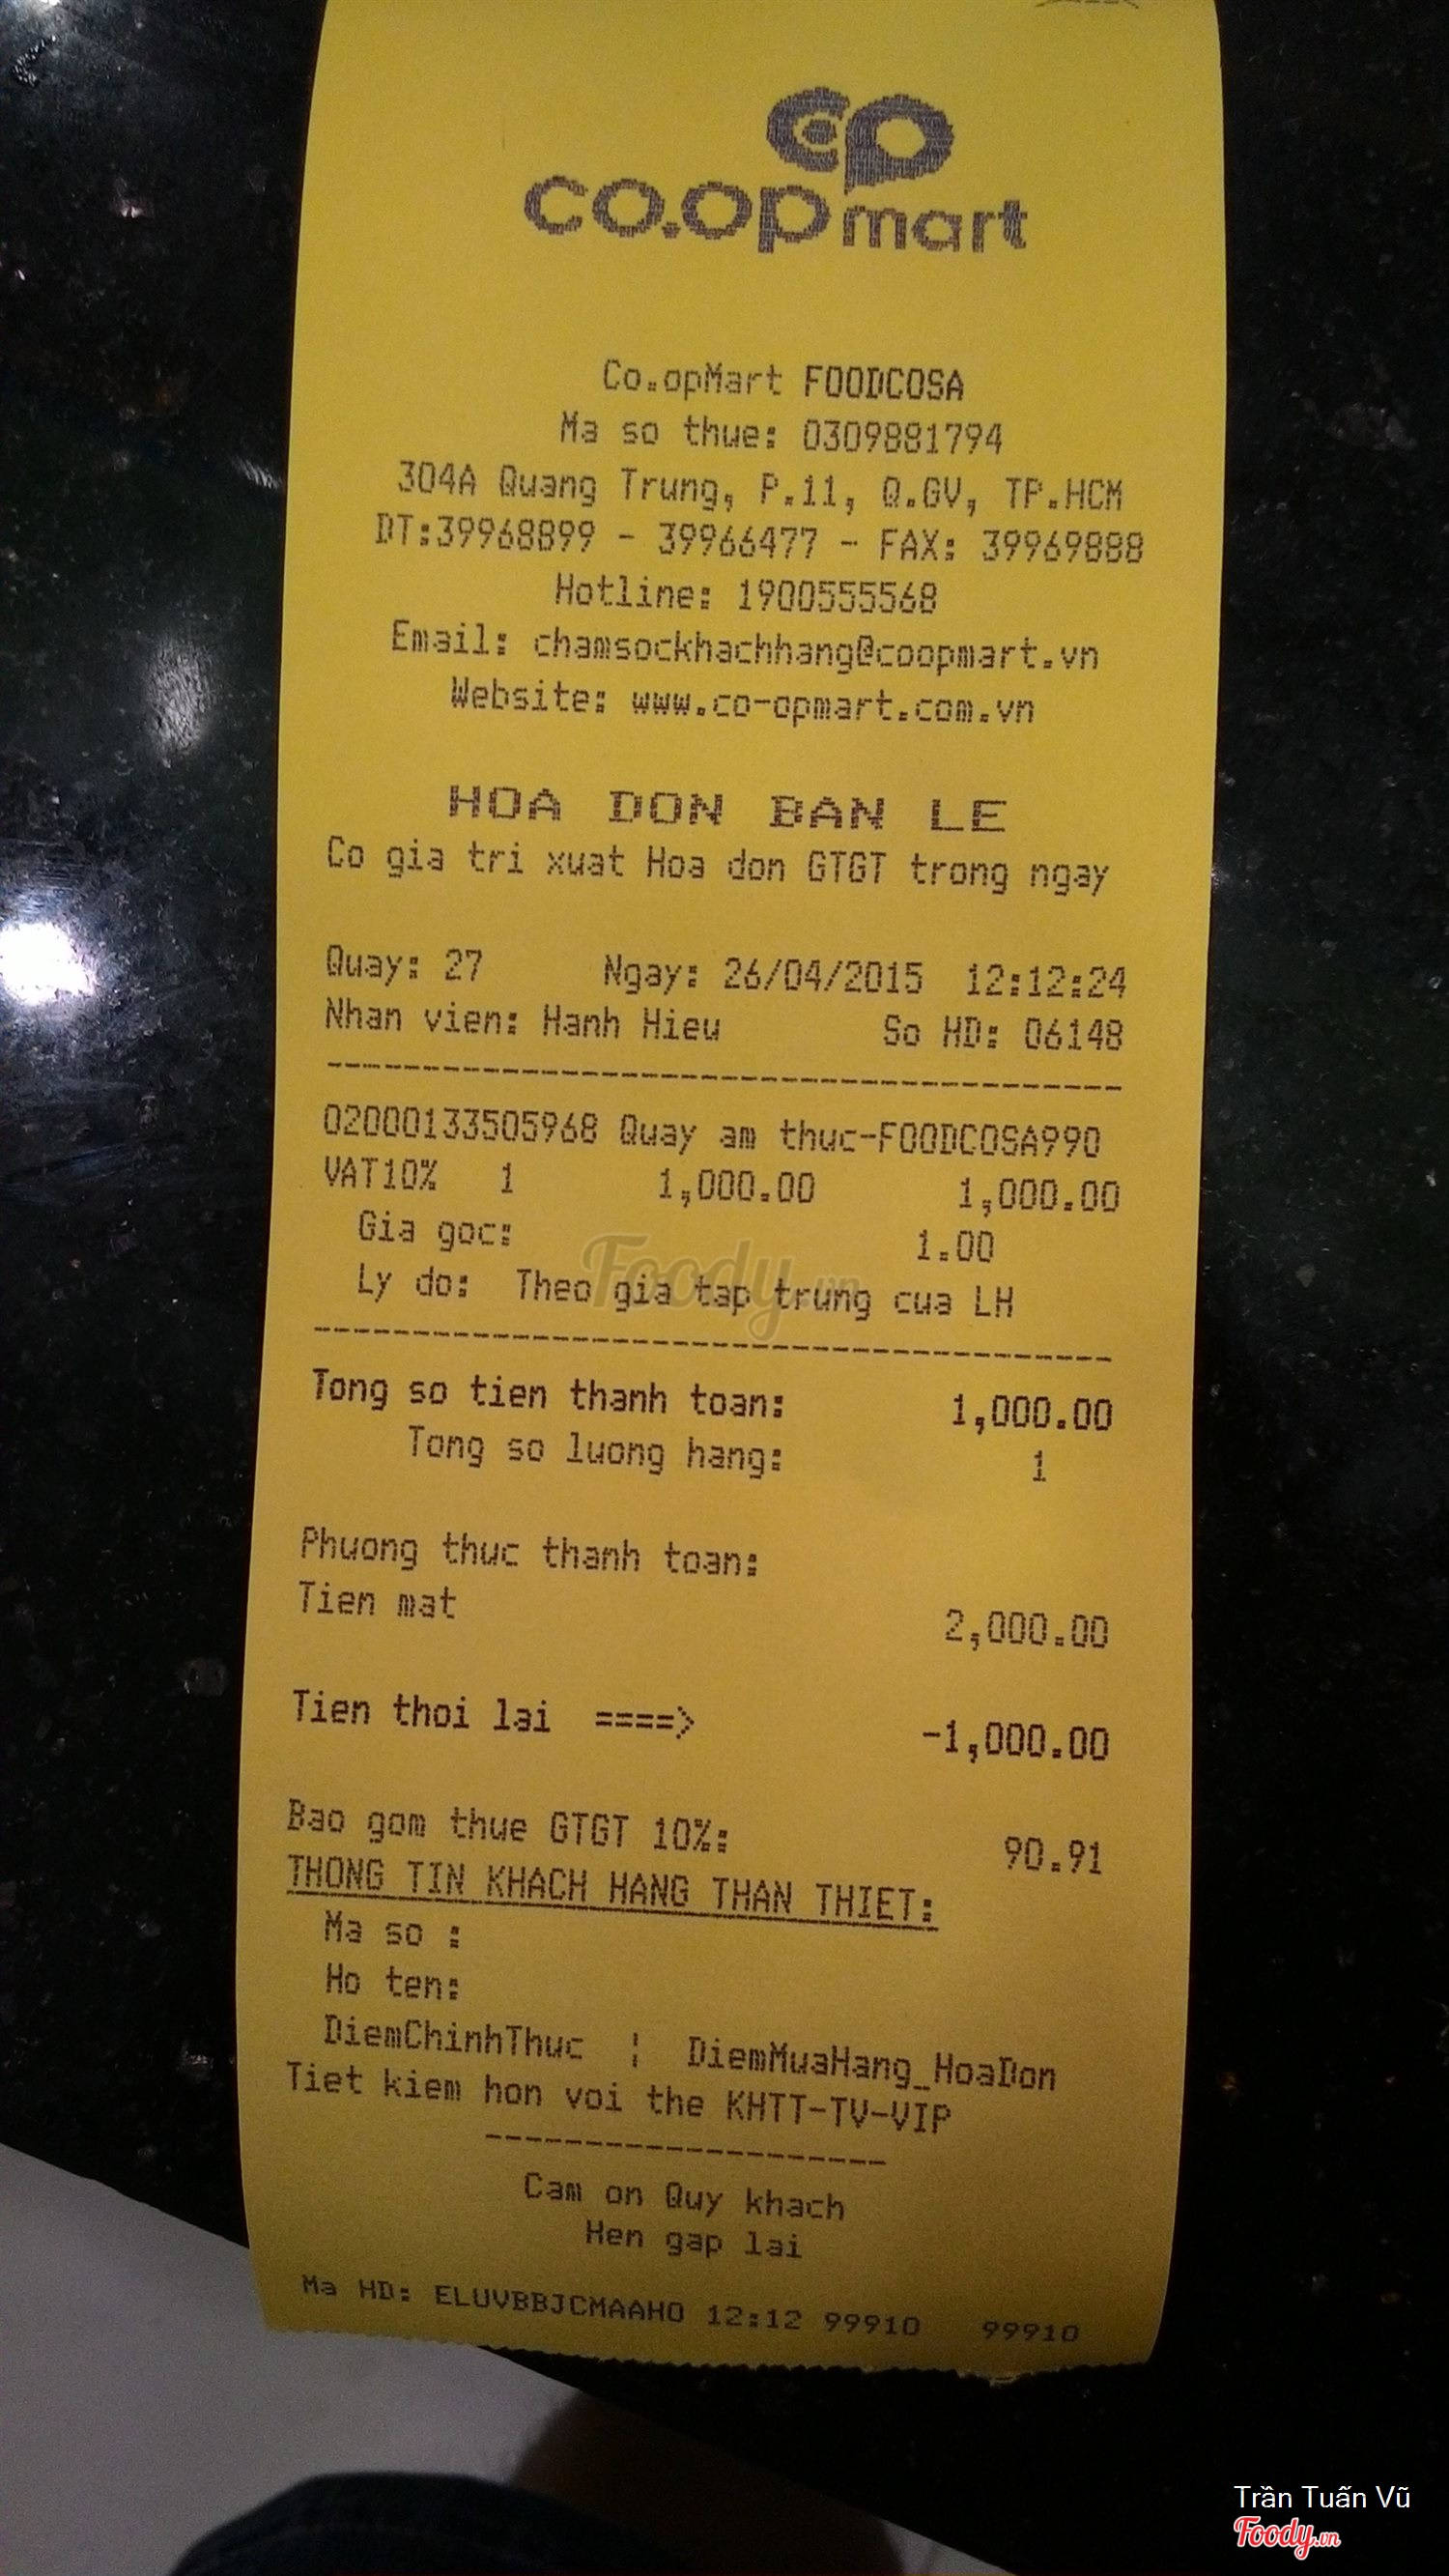 co.op mart
Co.opMart FOODCOSA
Ma so thue: 0309881794
304A Quang Trung, P.11, Q.GV, TP.HCM
DT:39968899 - 39966477 - FAX: 39969888
Hotline: 1900555568
Email: chamsockhachhang@coopmart.vn
Website: www.co-opmart.com.vn
HOA DON BAN LE
Co gia tri xuat Hoa don GTGT trong ngay
Quay: 27 Ngay: 26/04/2015 12:12:24
Nhan vien: Hanh Hieu So HD: 06148
02000133505968 Quay am thuc-FOODCOSA990
VAT10% 1 1,000.00 1,000.00
Gia goc: 1.00
Foody.vn
Ly do: Theo gia tap trung cua LH
Tong so tien thanh toan: 1,000.00
Tong so luong hang: 1
Phuong thuc thanh toan:
Tien mat 2,000.00
Tien thoi lai ====> -1,000.00
Bao gom thue GTGT 10%: 90.91
THONG TIN KHACH HANG THAN THIET:
Ma so :
Ho ten:
DiemChinhThuc ¦ DiemMuaHang_HoaDon
Tiet kiem hon voi the KHTT-TV-VIP
Cam on Quy khach
Hen gap lai
Ma HD: ELUVBBJCMAAHO 12:12 99910 99910
Trần Tuấn Vũ
Foody.vn